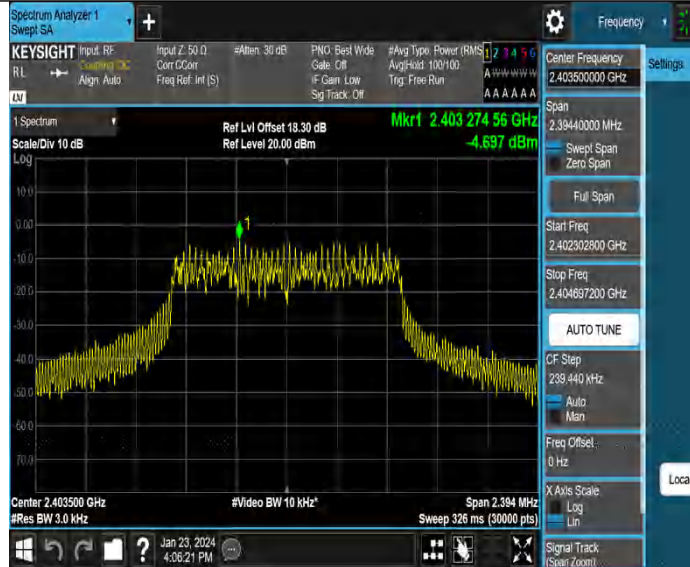 Spectrum Analyzer 1
Swept SA
+
Frequency
KEYSIGHT Input: RF Input Z: 50 Ω #Atten: 30 dB PNO: Best Wide #Avg Type: Power (RMS 1 2 3 4 5 6
RL Coupling: DC Corr CCorr Gate: Off Avg|Hold: 100/100 A W W W W W
Align: Auto Freq Ref: Int (S) IF Gain: Low Trig: Free Run
Sig Track: Off A A A A A A
LXI
1 Spectrum
Ref Lvl Offset 18.30 dB Mkr1 2.403 274 56 GHz
Scale/Div 10 dB Ref Level 20.00 dBm -4.697 dBm
Log
10.0
0.00
1
-20.0
-30.0
-40.0
-50.0
-60.0
-70.0
Center 2.403500 GHz #Video BW 10 kHz* Span 2.394 MHz
#Res BW 3.0 kHz Sweep 326 ms (30000 pts)
?
Jan 23, 2024
4:06:21 PM
Center Frequency
2.403500000 GHz
Settings
Span
2.39440000 MHz
Swept Span
Zero Span
Full Span
Start Freq
2.402302800 GHz
Stop Freq
2.404697200 GHz
AUTO TUNE
CF Step
239.440 kHz
Auto
Man
Freq Offset
0 Hz
Loca
X Axis Scale
Log
Lin
Signal Track
(Span Zoom)